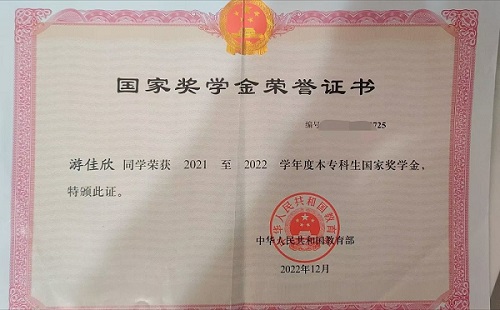 国家奖学金荣誉证书
编号 725
游佳欣 同学荣获 2021 至 2022 学年度本专科生国家奖学金,
特颁此证。
中华人民共和国教育部
中华人民共和国教育部
2022年12月